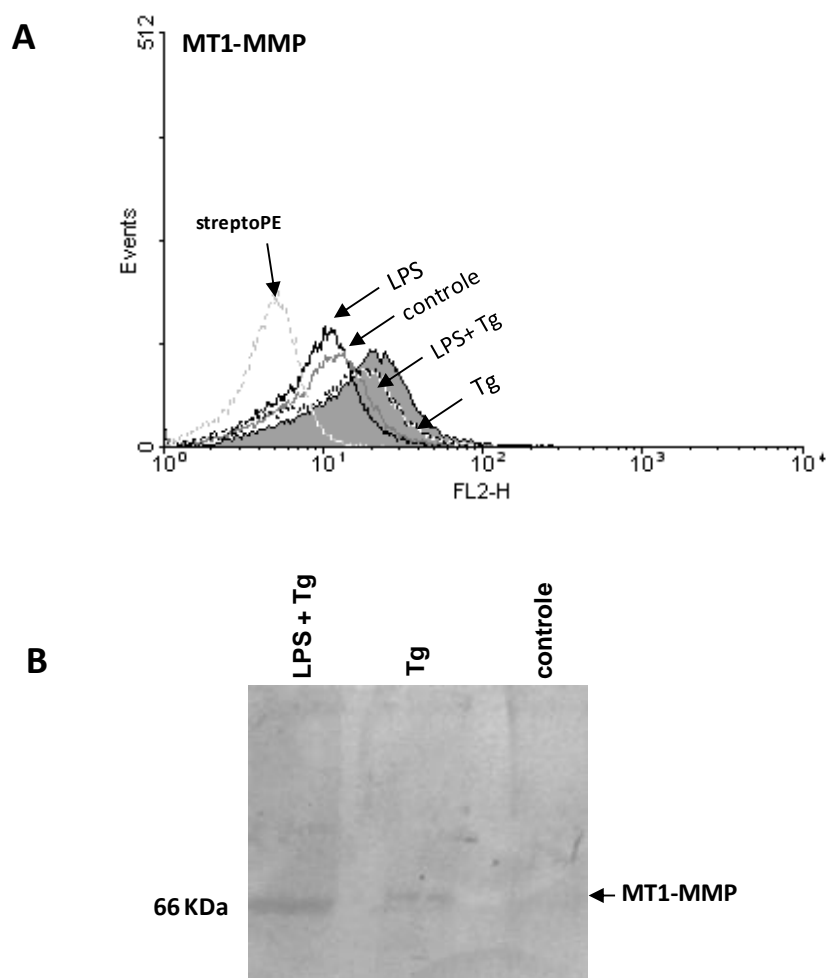 A
MT1-MMP
512
Events
0
streptoPE
LPS
controle
LPS+ Tg
Tg
10⁰ 10¹ 10² 10³ 10⁴
FL2-H
B
LPS + Tg
Tg
controle
66 KDa
MT1-MMP